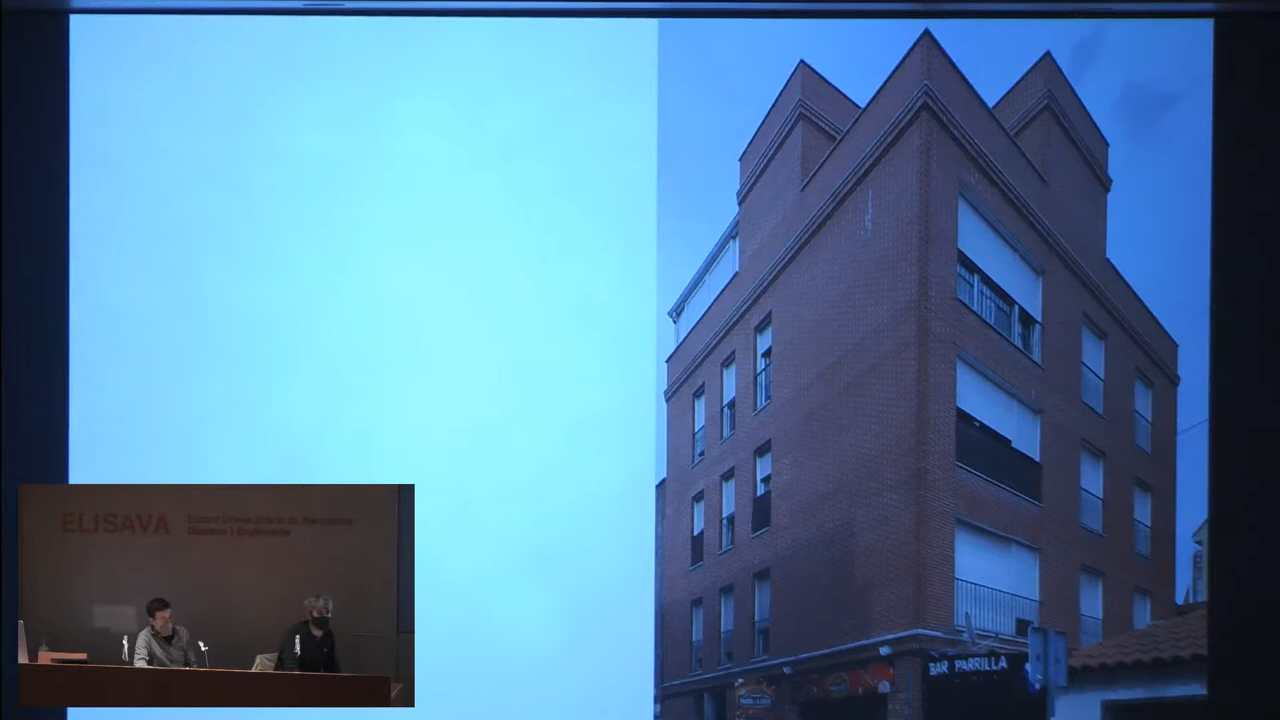 BAR PARRILLA
ELISAVA
Escola Universitària de Barcelona
Disseny i Enginyeria